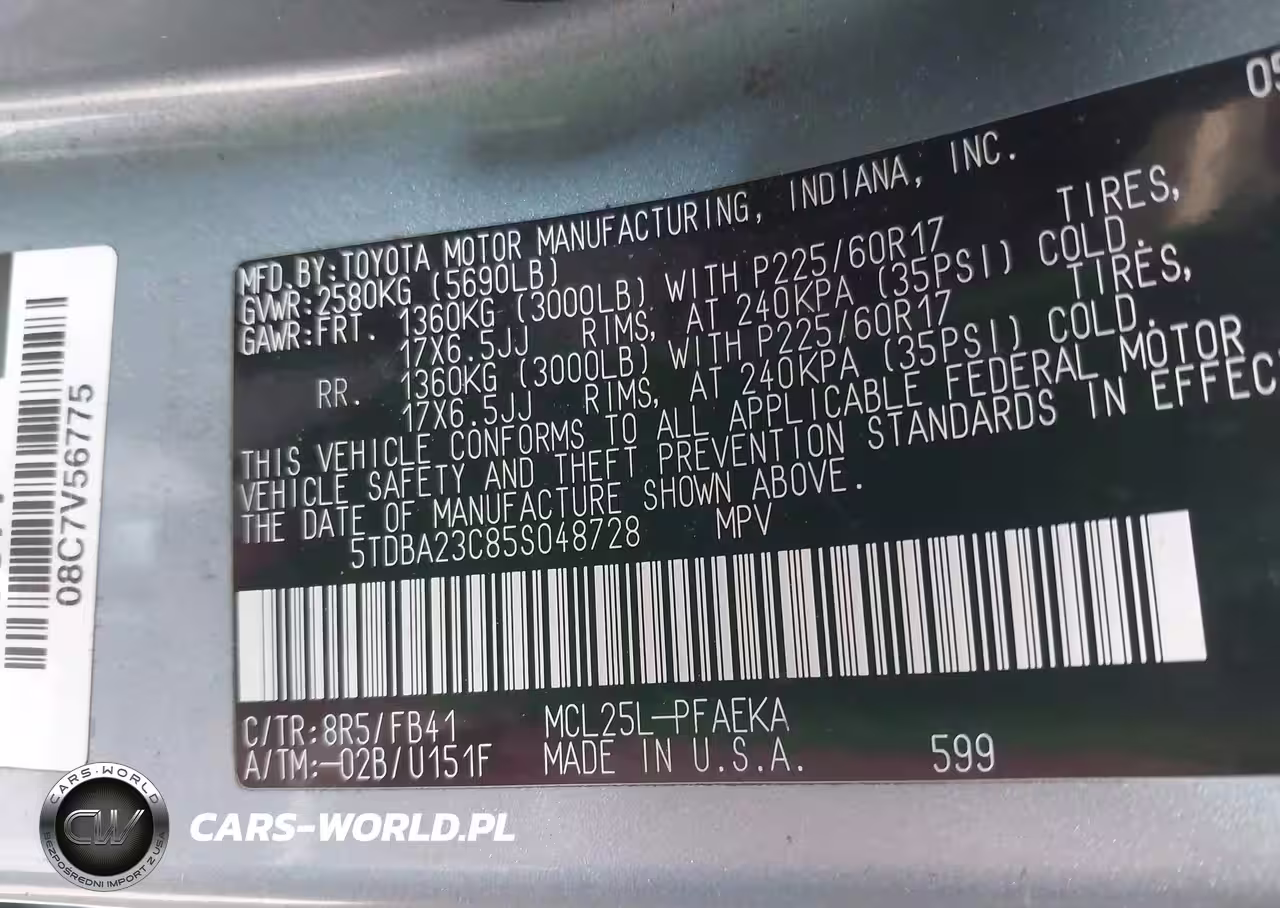 05
MFD.BY:TOYOTA MOTOR MANUFACTURING, INDIANA, INC.
GVWR:2580KG (5690LB)
GAWR:FRT. 1360KG (3000LB) WITH P225/60R17 TIRES,
17X6.5JJ RIMS, AT 240KPA (35PSI) COLD.
RR. 1360KG (3000LB) WITH P225/60R17 TIRES,
17X6.5JJ RIMS, AT 240KPA (35PSI) COLD.
THIS VEHICLE CONFORMS TO ALL APPLICABLE FEDERAL MOTOR
VEHICLE SAFETY AND THEFT PREVENTION STANDARDS IN EFFEC
THE DATE OF MANUFACTURE SHOWN ABOVE.
5TDBA23C85S048728 MPV
C/TR:8R5/FB41 MCL25L-PFAEKA
A/TM:-02B/U151F MADE IN U.S.A. 599
08C7V56775
CARS-WORLD
CW
BEZPOŚREDNI IMPORT Z USA
CARS-WORLD.PL